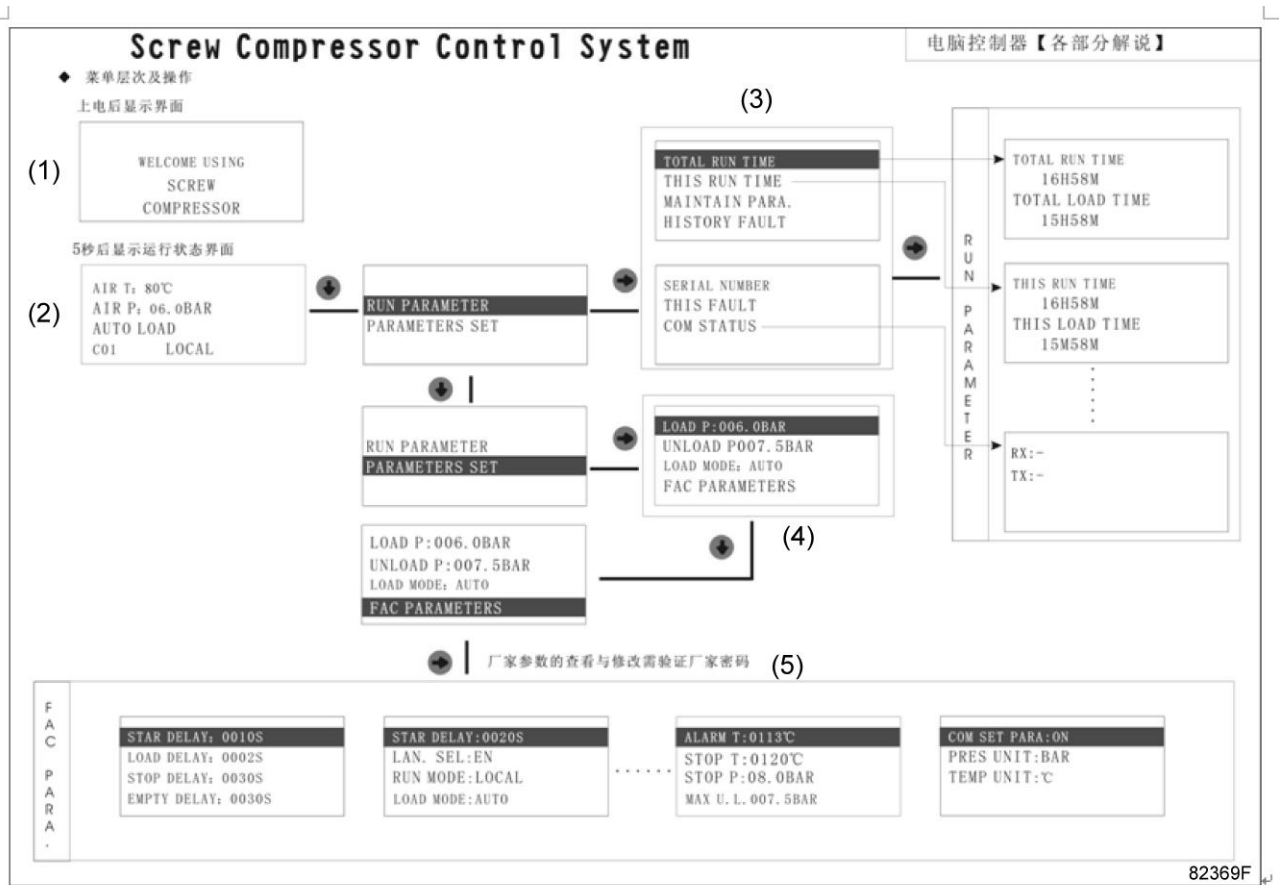 Screw Compressor Control System
电脑控制器【各部分解说】
◆ 菜单层次及操作
上电后显示界面
(1)
WELCOME USING
SCREW
COMPRESSOR
5秒后显示运行状态界面
(2)
AIR T: 80℃
AIR P: 06.0BAR
AUTO LOAD
C01 LOCAL
RUN PARAMETER
PARAMETERS SET
(3)
TOTAL RUN TIME
THIS RUN TIME
MAINTAIN PARA.
HISTORY FAULT
SERIAL NUMBER
THIS FAULT
COM STATUS
RUN PARAMETER
TOTAL RUN TIME
16H58M
TOTAL LOAD TIME
15H58M
THIS RUN TIME
16H58M
THIS LOAD TIME
15M58M
RX:-
TX:-
RUN PARAMETER
PARAMETERS SET
LOAD P:006.0BAR
UNLOAD P007.5BAR
LOAD MODE: AUTO
FAC PARAMETERS
(4)
LOAD P:006.0BAR
UNLOAD P:007.5BAR
LOAD MODE: AUTO
FAC PARAMETERS
厂家参数的查看与修改需验证厂家密码
(5)
FAC PARA.
STAR DELAY: 0010S
LOAD DELAY: 0002S
STOP DELAY: 0030S
EMPTY DELAY: 0030S
STAR DELAY:0020S
LAN. SEL:EN
RUN MODE:LOCAL
LOAD MODE:AUTO
ALARM T:0113℃
STOP T:0120℃
STOP P:08.0BAR
MAX U.L.007.5BAR
COM SET PARA:ON
PRES UNIT:BAR
TEMP UNIT:℃
82369F